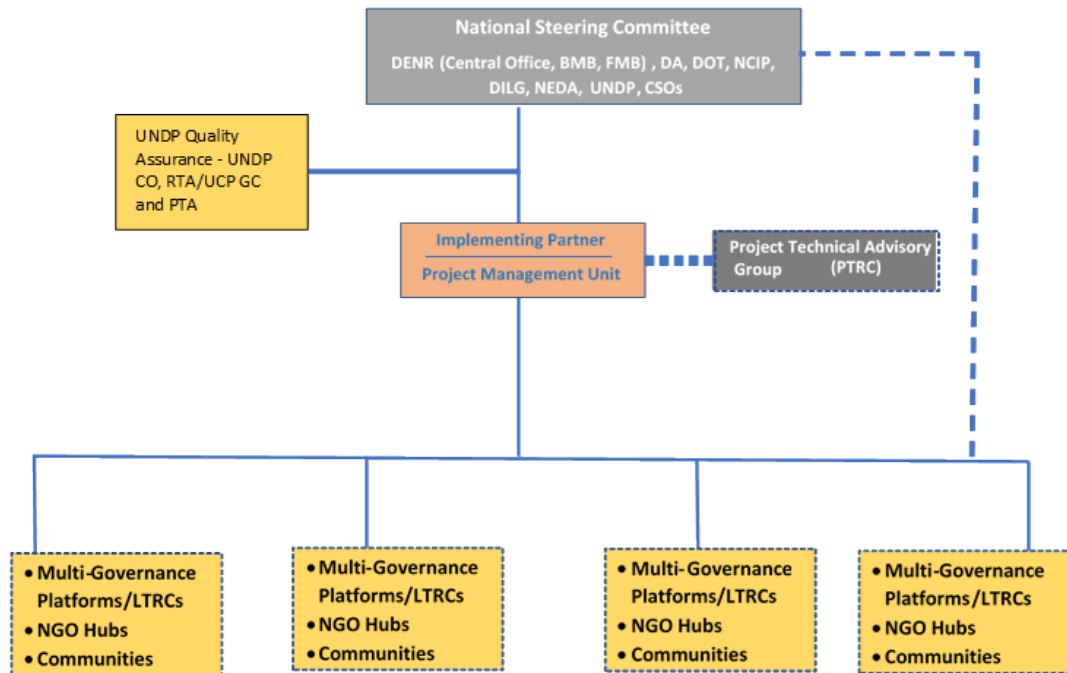 National Steering Committee
DENR (Central Office, BMB, FMB) , DA, DOT, NCIP,
DILG, NEDA, UNDP, CSOs
UNDP Quality
Assurance - UNDP
CO, RTA/UCP GC
and PTA
Implementing Partner
Project Management Unit
Project Technical Advisory
Group (PTRC)
• Multi-Governance
Platforms/LTRCs
• NGO Hubs
• Communities
• Multi-Governance
Platforms/LTRCs
• NGO Hubs
• Communities
• Multi-Governance
Platforms/LTRCs
• NGO Hubs
• Communities
• Multi-Governance
Platforms/LTRCs
• NGO Hubs
• Communities